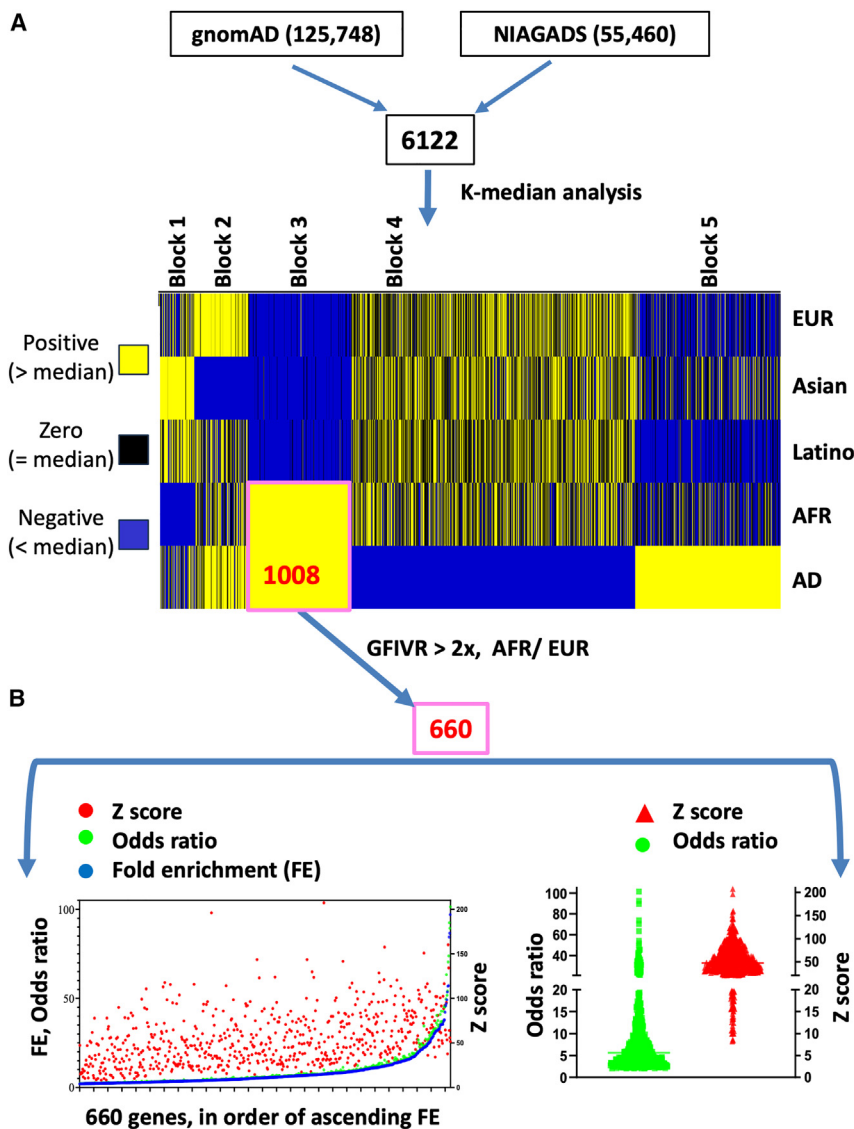 A
gnomAD (125,748)
NIAGADS (55,460)
6122
K-median analysis
Block 1
Block 2
Block 3
Block 4
Block 5
Positive
(> median)
Zero
(= median)
Negative
(< median)
EUR
Asian
Latino
AFR
AD
1008
GFIVR > 2x, AFR/ EUR
B
660
Z score
Odds ratio
Fold enrichment (FE)
FE, Odds ratio
100
50
0
200
150
100
50
0
Z score
660 genes, in order of ascending FE
Z score
Odds ratio
Odds ratio
100
80
60
40
20
15
10
5
0
200
150
100
50
20
15
10
5
0
Z score